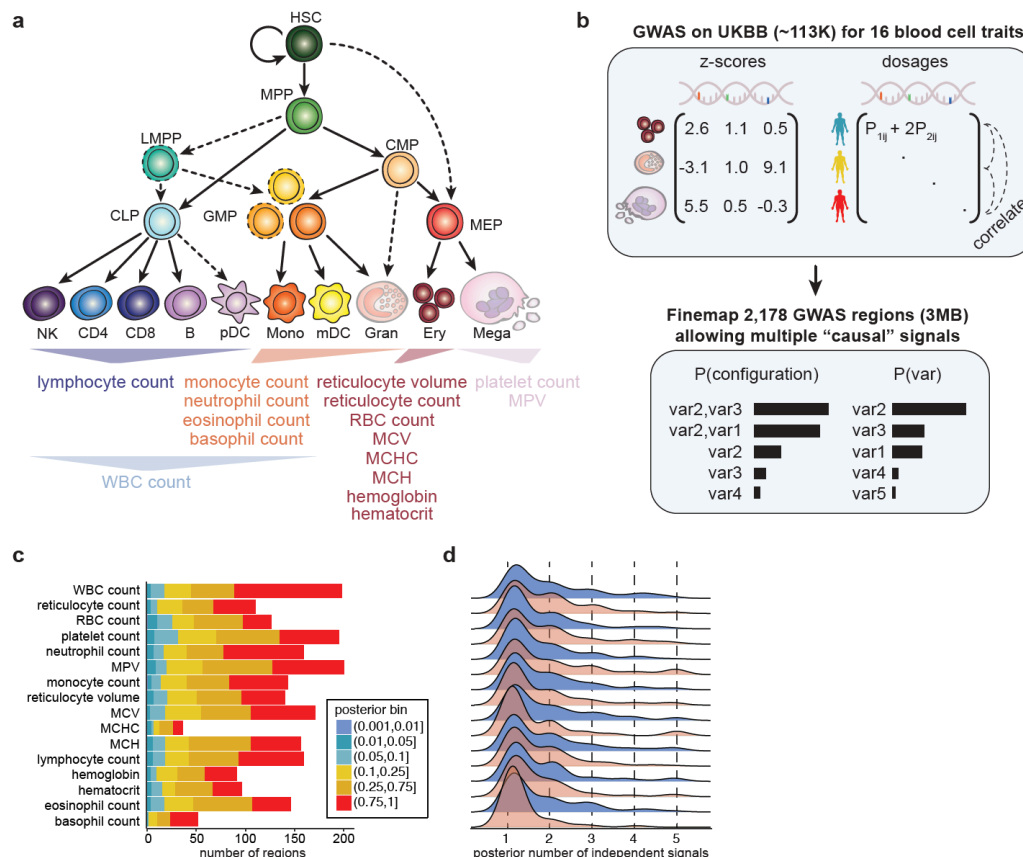 a
HSC
MPP
LMPP
CMP
CLP
GMP
MEP
NK CD4 CD8 B pDC Mono mDC Gran Ery Mega
lymphocyte count
monocyte count
neutrophil count
eosinophil count
basophil count
reticulocyte volume
reticulocyte count
RBC count
MCV
MCHC
MCH
hemoglobin
hematocrit
platelet count
MPV
WBC count
b
GWAS on UKBB (~113K) for 16 blood cell traits
z-scores
dosages
2.6 1.1 0.5
-3.1 1.0 9.1
5.5 0.5 -0.3
P1ij + 2P2ij
.
.
.
correlate
Finemap 2,178 GWAS regions (3MB)
allowing multiple “causal” signals
P(configuration)
P(var)
var2,var3
var2,var1
var2
var3
var4
var2
var3
var1
var4
var5
c
WBC count
reticulocyte count
RBC count
platelet count
neutrophil count
MPV
monocyte count
reticulocyte volume
MCV
MCHC
MCH
lymphocyte count
hemoglobin
hematocrit
eosinophil count
basophil count
0 50 100 150 200
number of regions
posterior bin
(0.001,0.01]
(0.01,0.05]
(0.05,0.1]
(0.1,0.25]
(0.25,0.75]
(0.75,1]
d
1 2 3 4 5
posterior number of independent signals